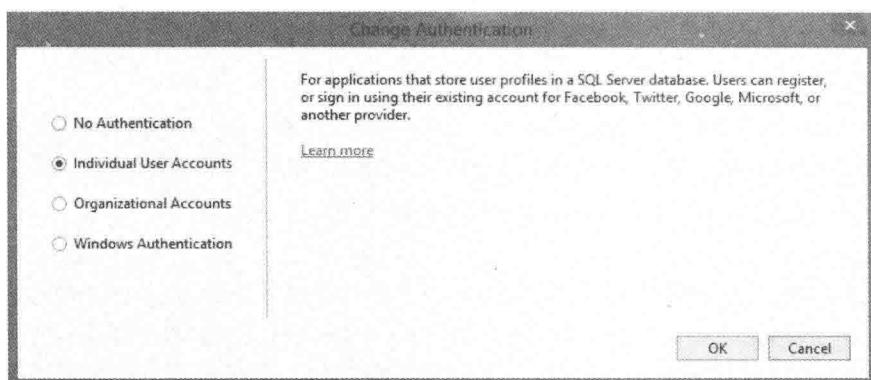 Change Authentication
No Authentication
Individual User Accounts
Organizational Accounts
Windows Authentication
For applications that store user profiles in a SQL Server database. Users can register,
or sign in using their existing account for Facebook, Twitter, Google, Microsoft, or
another provider.
Learn more
OK
Cancel